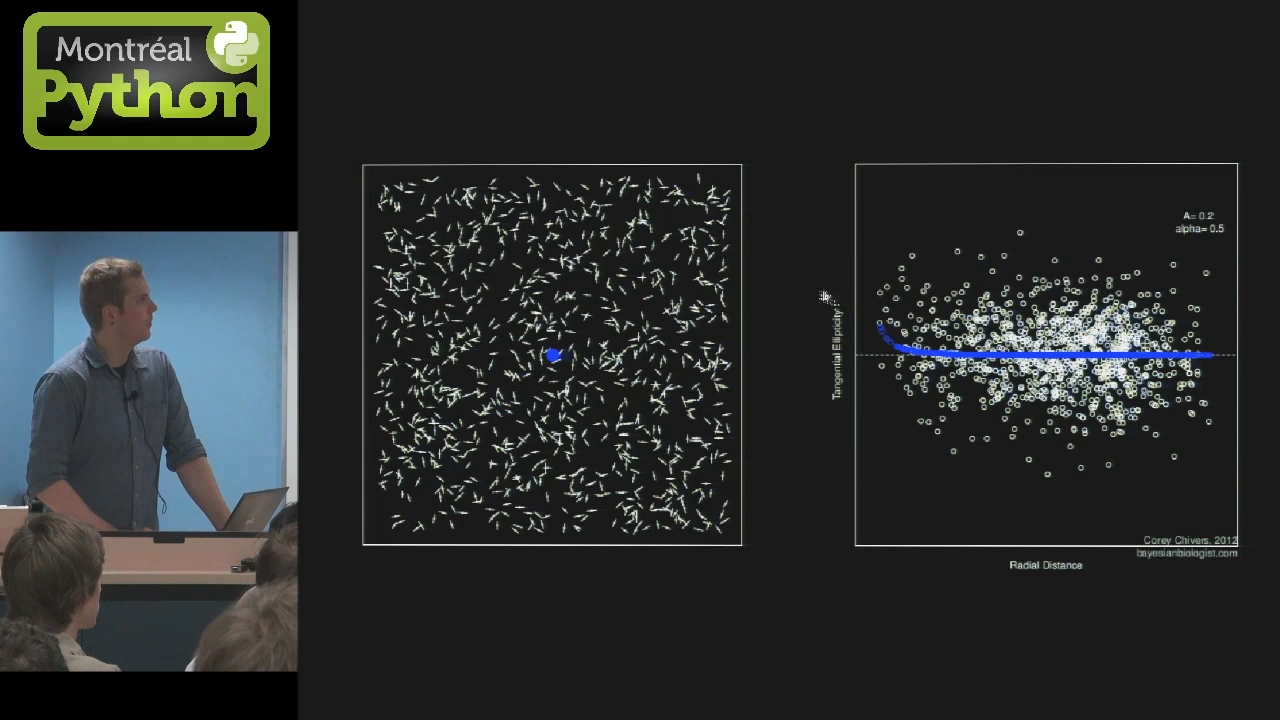 Montréal
Python
A= 0.2
alpha= 0.5
Tangential Ellipticity
Corey Chivers, 2012
bayesianbiologist.com
Radial Distance